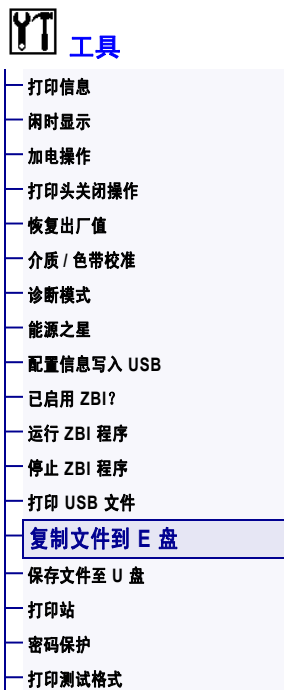 工具
打印信息
闲时显示
加电操作
打印头关闭操作
恢复出厂值
介质 / 色带校准
诊断模式
能源之星
配置信息写入 USB
已启用 ZBI?
运行 ZBI 程序
停止 ZBI 程序
打印 USB 文件
复制文件到 E 盘
保存文件至 U 盘
打印站
密码保护
打印测试格式